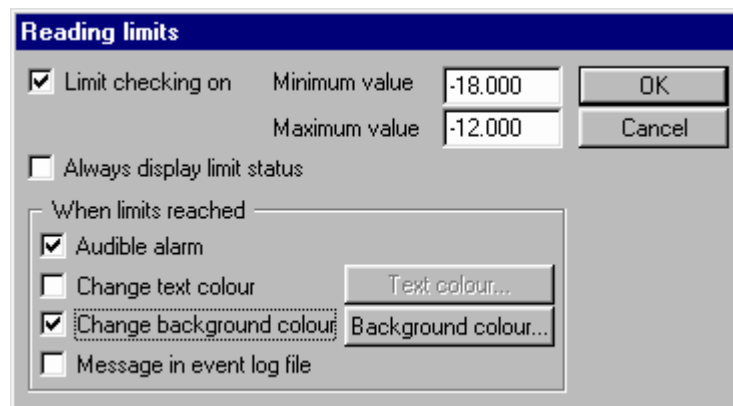 Reading limits
Limit checking on Minimum value -18.000 OK
Maximum value -12.000 Cancel
Always display limit status
When limits reached
Audible alarm
Change text colour Text colour...
Change background colour Background colour...
Message in event log file